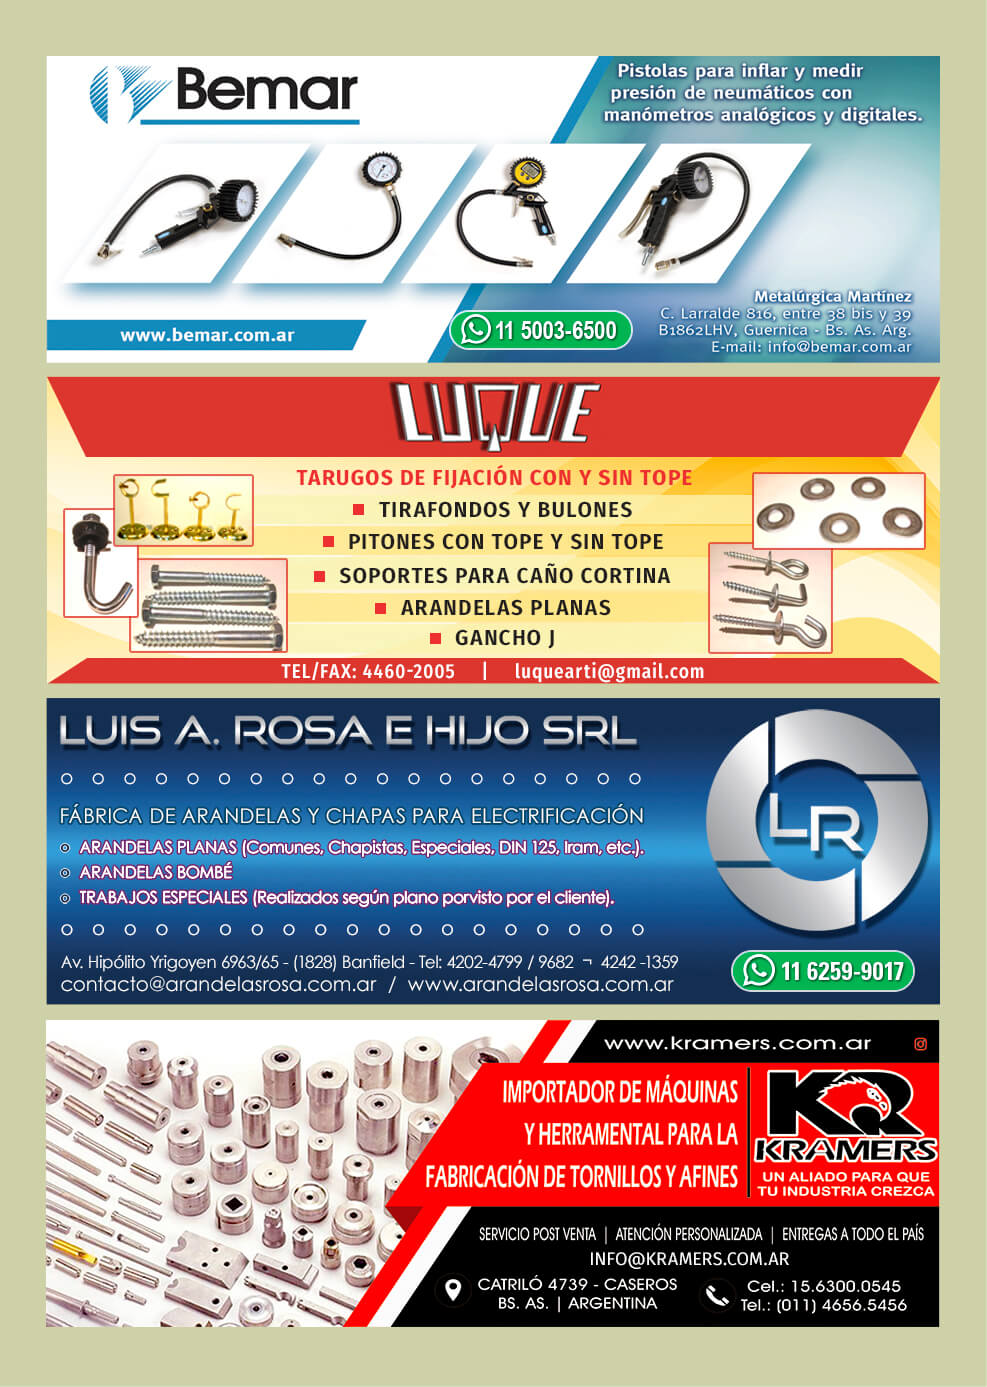 Bemar
Pistolas para inflar y medir
presión de neumáticos con
manómetros analógicos y digitales.
www.bemar.com.ar
11 5003-6500
Metalúrgica Martínez
C. Larralde 816, entre 38 bis y 39
B1862LHV, Guernica - Bs. As. Arg.
E-mail: info@bemar.com.ar
LUQUE
TARUGOS DE FIJACIÓN CON Y SIN TOPE
TIRAFONDOS Y BULONES
PITONES CON TOPE Y SIN TOPE
SOPORTES PARA CAÑO CORTINA
ARANDELAS PLANAS
GANCHO J
TEL/FAX: 4460-2005 | luquearti@gmail.com
LUIS A. ROSA E HIJO SRL
FÁBRICA DE ARANDELAS Y CHAPAS PARA ELECTRIFICACIÓN
ARANDELAS PLANAS (Comunes, Chapistas, Especiales, DIN 125, Iram, etc.).
ARANDELAS BOMBÉ
TRABAJOS ESPECIALES (Realizados según plano porvisto por el cliente).
LR
Av. Hipólito Yrigoyen 6963/65 - (1828) Banfield - Tel: 4202-4799 / 9682 ¬ 4242 -1359
contacto@arandelasrosa.com.ar / www.arandelasrosa.com.ar
11 6259-9017
www.kramers.com.ar
IMPORTADOR DE MÁQUINAS
Y HERRAMENTAL PARA LA
FABRICACIÓN DE TORNILLOS Y AFINES
KR
KRAMERS
UN ALIADO PARA QUE
TU INDUSTRIA CREZCA
SERVICIO POST VENTA | ATENCIÓN PERSONALIZADA | ENTREGAS A TODO EL PAÍS
INFO@KRAMERS.COM.AR
CATRILÓ 4739 - CASEROS
BS. AS. | ARGENTINA
Cel.: 15.6300.0545
Tel.: (011) 4656.5456